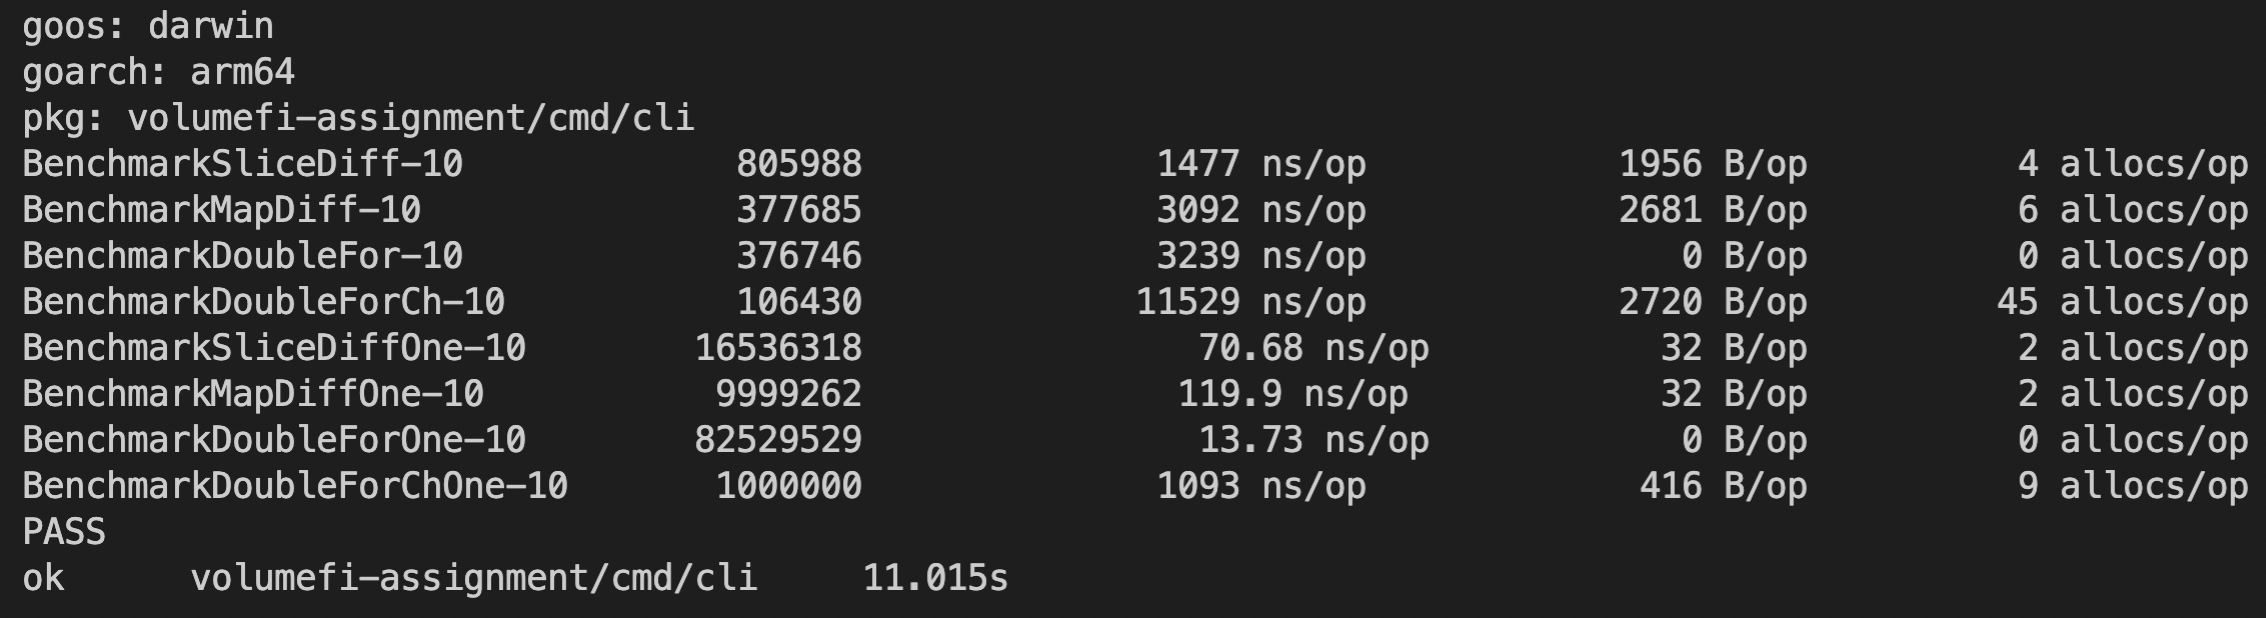 goos: darwin
goarch: arm64
pkg: volumefi-assignment/cmd/cli
BenchmarkSliceDiff-10 805988 1477 ns/op 1956 B/op 4 allocs/op
BenchmarkMapDiff-10 377685 3092 ns/op 2681 B/op 6 allocs/op
BenchmarkDoubleFor-10 376746 3239 ns/op 0 B/op 0 allocs/op
BenchmarkDoubleForCh-10 106430 11529 ns/op 2720 B/op 45 allocs/op
BenchmarkSliceDiffOne-10 16536318 70.68 ns/op 32 B/op 2 allocs/op
BenchmarkMapDiffOne-10 9999262 119.9 ns/op 32 B/op 2 allocs/op
BenchmarkDoubleForOne-10 82529529 13.73 ns/op 0 B/op 0 allocs/op
BenchmarkDoubleForChOne-10 1000000 1093 ns/op 416 B/op 9 allocs/op
PASS
ok volumefi-assignment/cmd/cli 11.015s